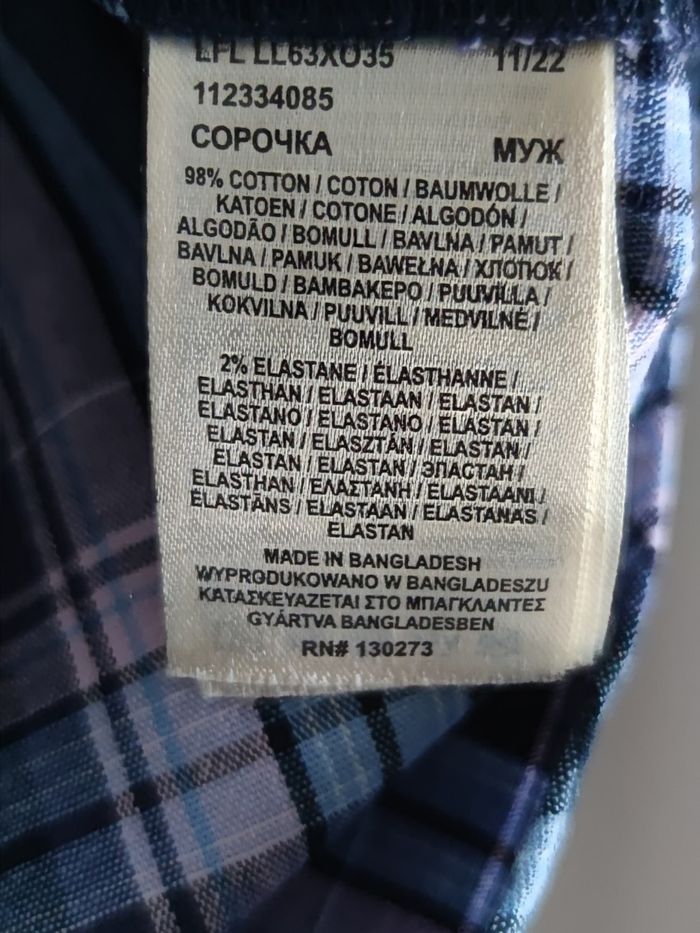 LFL LL63XO35 11/22
112334085
СОРОЧКА МУЖ
98% COTTON / COTON / BAUMWOLLE /
KATOEN / COTONE / ALGODÓN /
ALGODÃO / BOMULL / BAVLNA / PAMUT /
BAVLNA / PAMUK / BAWEŁNA / ХЛОПОК /
BOMULD / ΒΑΜΒΑΚΕΡΟ / PUUVILLA /
KOKVILNA / PUUVILL / MEDVILNĖ /
BOMULL
2% ELASTANE / ÉLASTHANNE /
ELASTHAN / ELASTAAN / ELASTAN /
ELASTANO / ELASTANO / ELASTAN /
ELASTAN / ELASZTÁN / ELASTAN /
ELASTAN / ELASTAN / ЭЛАСТАН /
ELASTHAN / ΕΛΑΣΤΑΝΗ / ELASTAANI /
ELASTĀNS / ELASTAAN / ELASTANAS /
ELASTAN
MADE IN BANGLADESH
WYPRODUKOWANO W BANGLADESZU
ΚΑΤΑΣΚΕΥΑΖΕΤΑΙ ΣΤΟ ΜΠΑΓΚΛΑΝΤΕΣ
GYÁRTVA BANGLADESBEN
RN# 130273